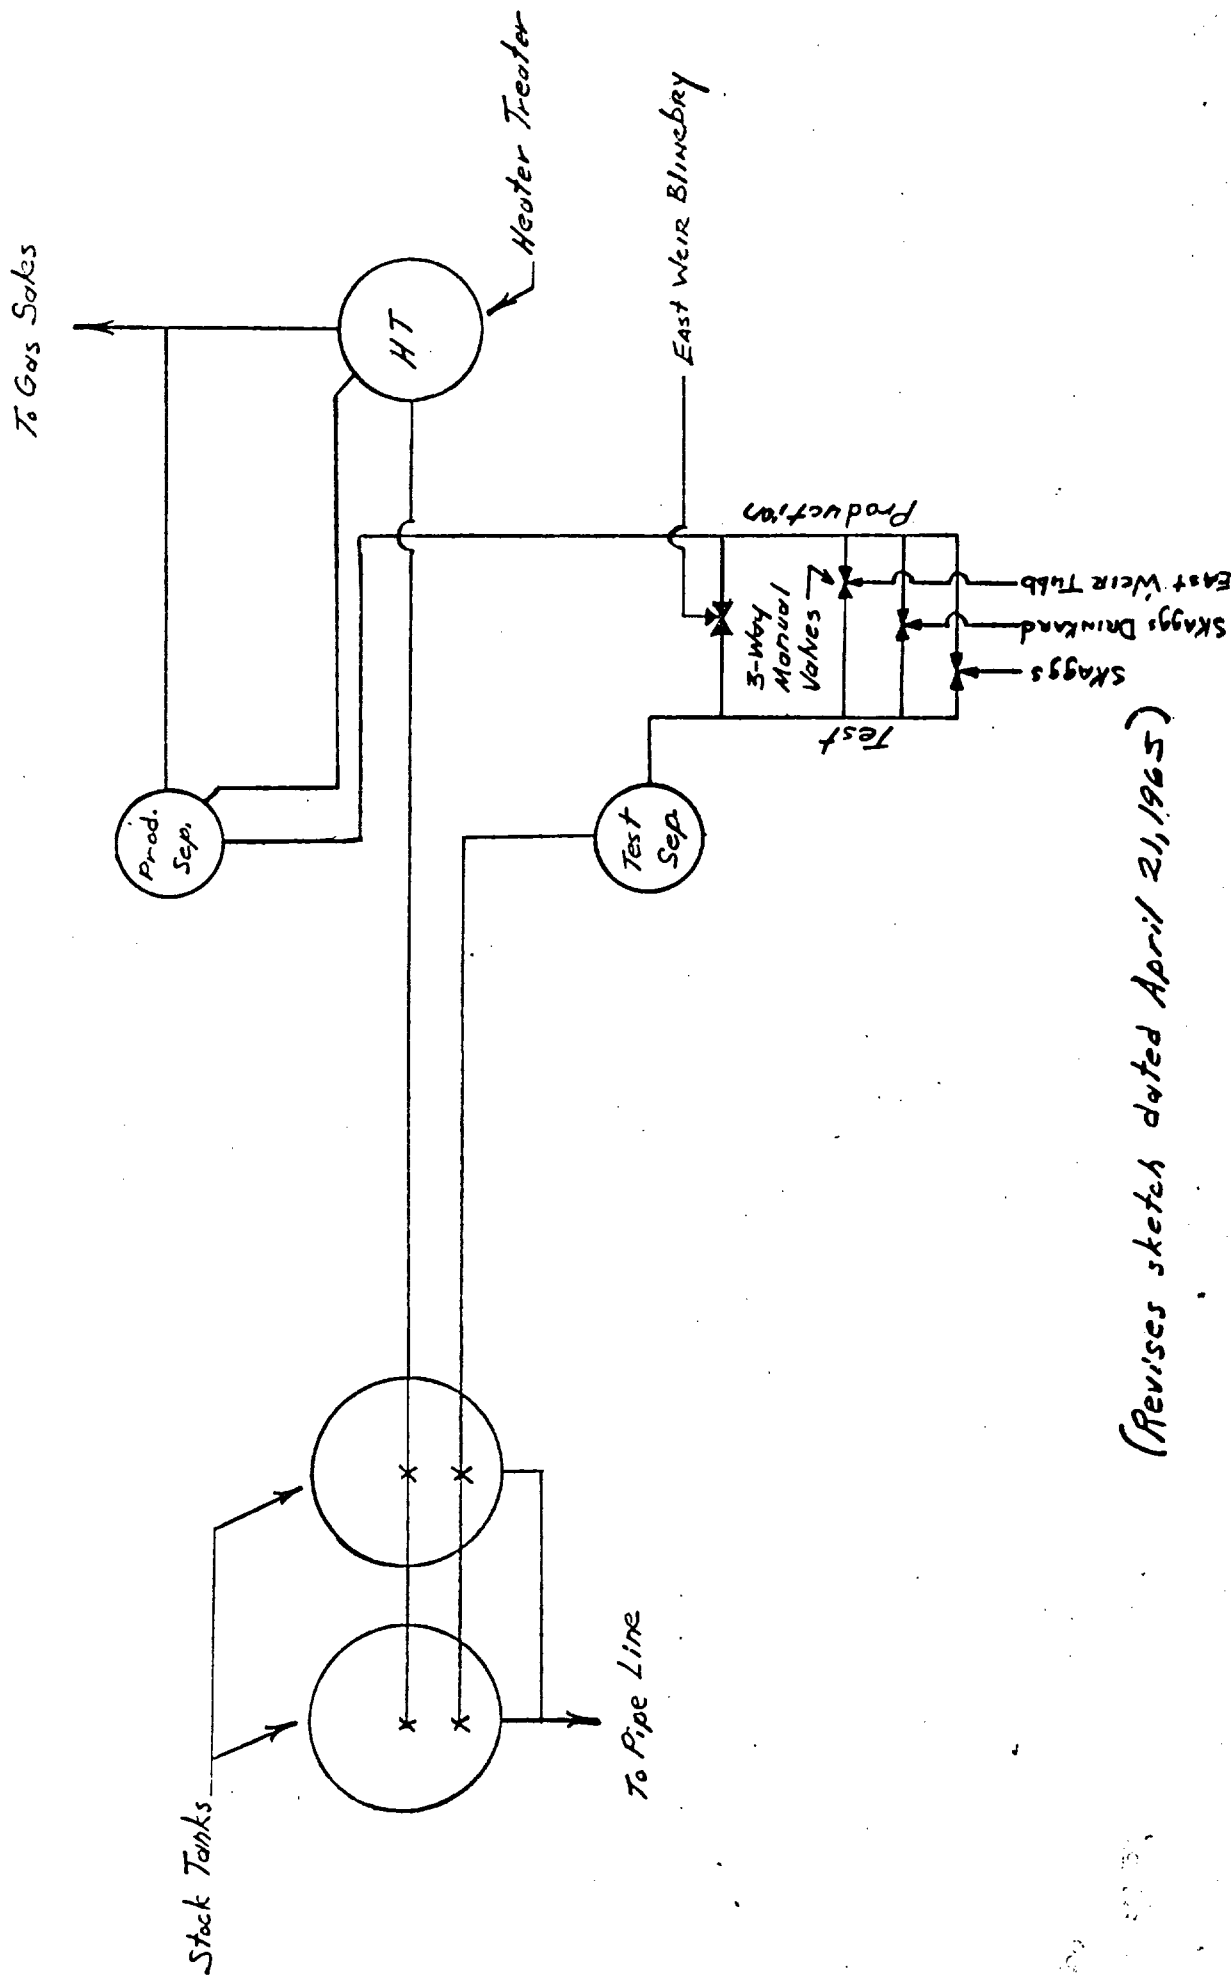 To Gas Sales
Heater Treater
HT
East Weir Blinebry
Prod.
Sep.
Production
3-Way
Manual
Valves
Test
East Weir Tubb
Skaggs Drinkard
Skaggs
Test
Sep
Stock Tanks
To Pipe Line
(Revises sketch dated April 21, 1965)